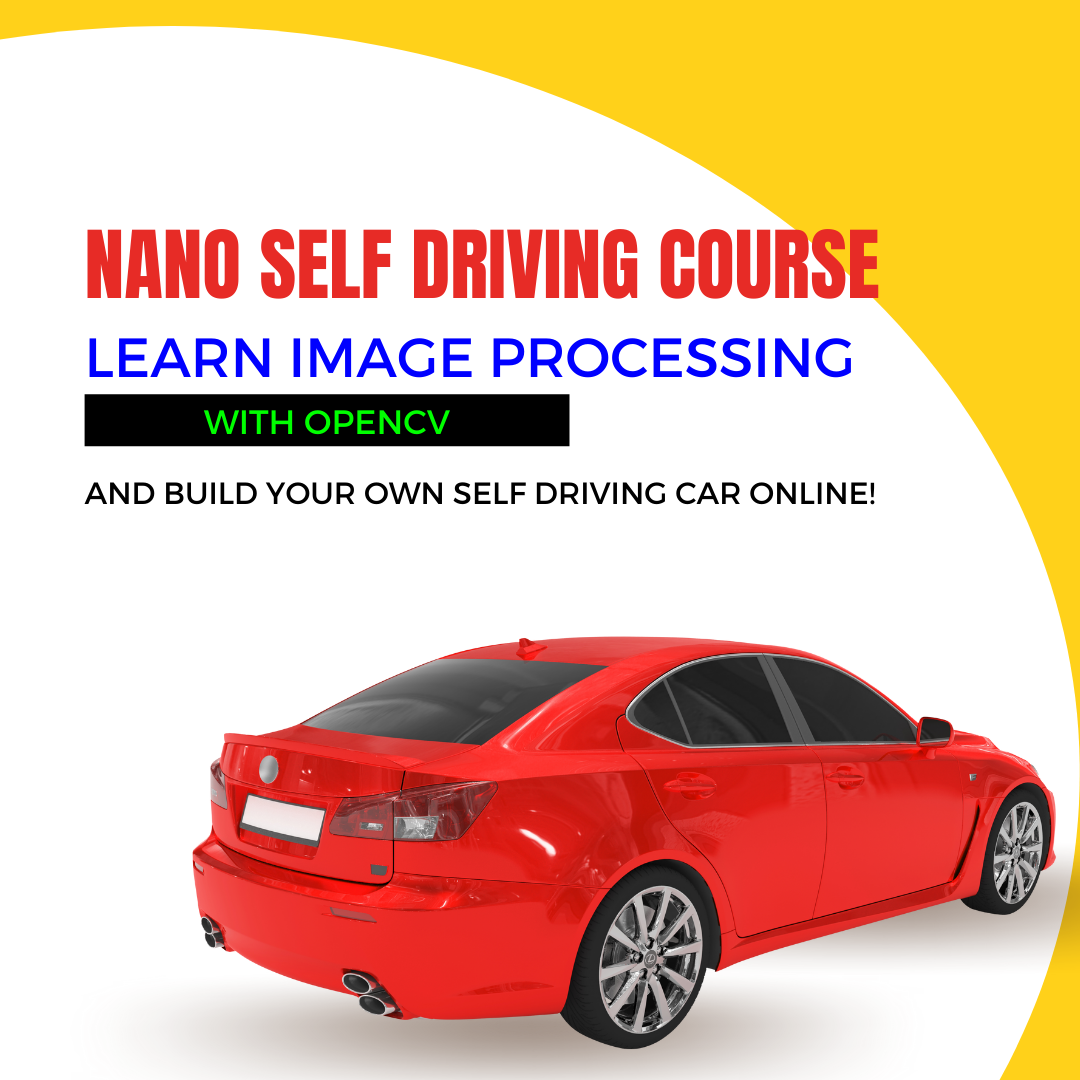 NANO SELF DRIVING COURSE
LEARN IMAGE PROCESSING
WITH OPENCV
AND BUILD YOUR OWN SELF DRIVING CAR ONLINE!